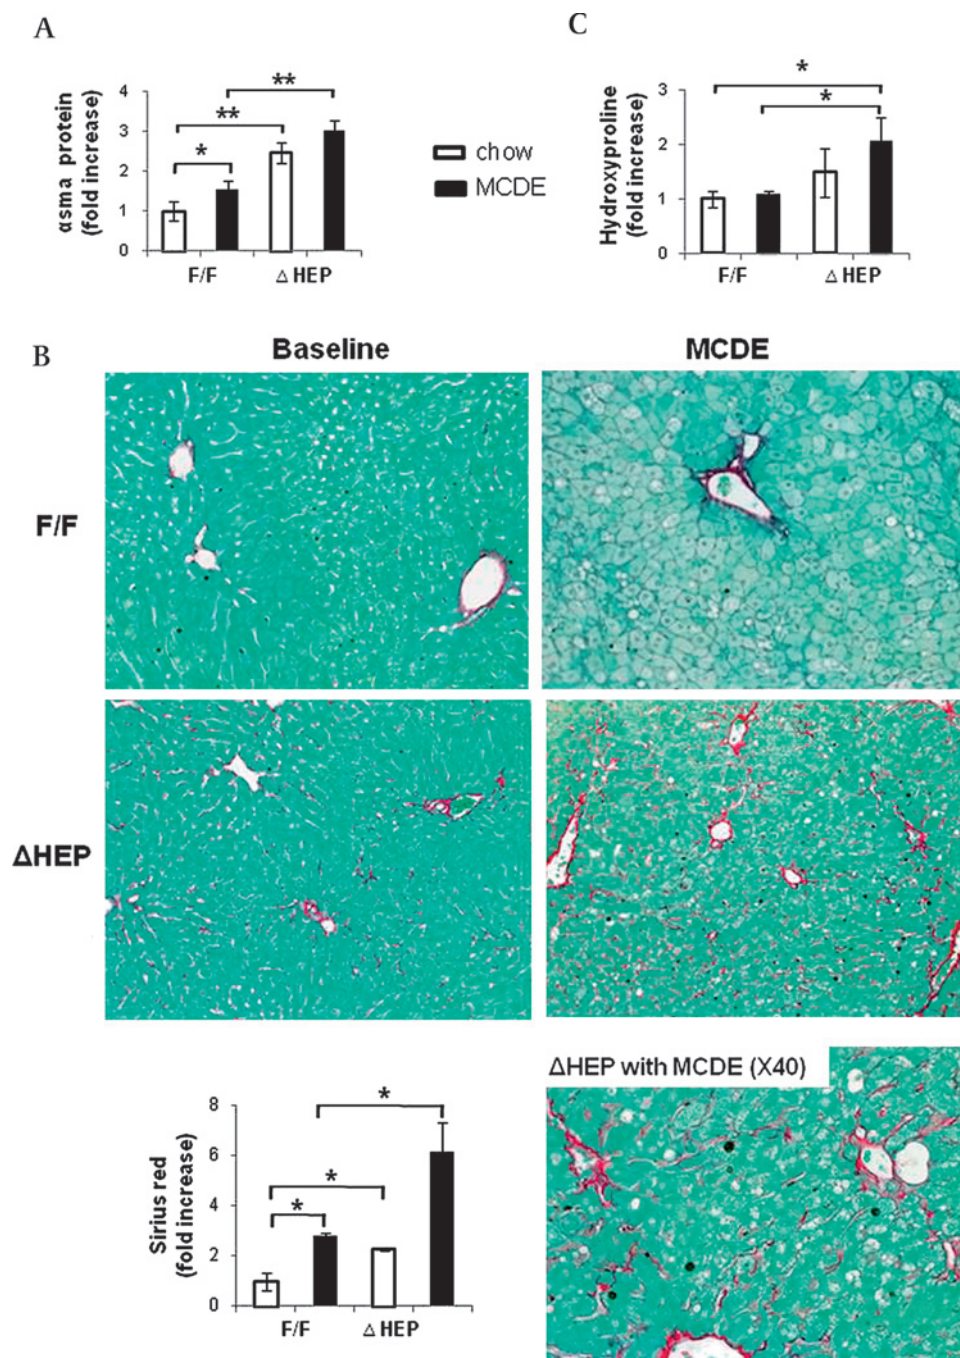 A
αsma protein
(fold increase)
4
3
2
1
0
*
**
**
F/F
Δ HEP
chow
MCDE
C
Hydroxyproline
(fold increase)
3
2
1
0
*
*
F/F
Δ HEP
B
Baseline
MCDE
F/F
ΔHEP
Sirius red
(fold increase)
8
6
4
2
0
*
*
*
F/F
Δ HEP
ΔHEP with MCDE (X40)